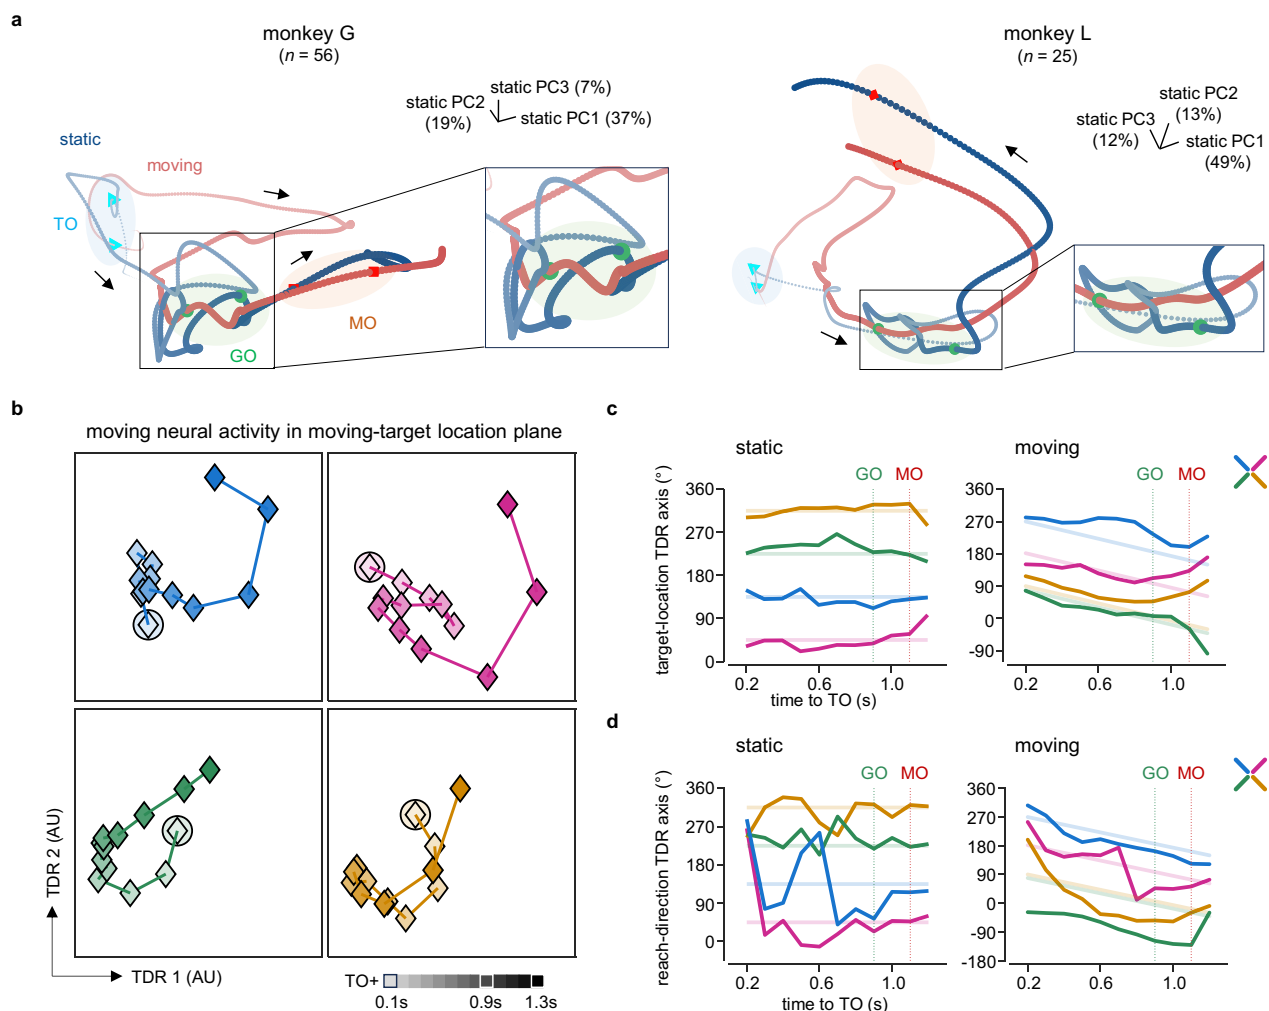 a
monkey G
(n = 56)
static PC3 (7%)
static PC2
(19%)
static PC1 (37%)
static
moving
TO
GO
MO
monkey L
(n = 25)
static PC2
(13%)
static PC3
(12%)
static PC1
(49%)
b
moving neural activity in moving-target location plane
TDR 2 (AU)
TDR 1 (AU)
TO+
0.1s
0.9s
1.3s
c
static
moving
GO
MO
GO
MO
target-location TDR axis (°)
360
270
180
90
0
360
270
180
90
0
-90
0.2
0.6
1.0
0.2
0.6
1.0
time to TO (s)
d
static
moving
GO
MO
GO
MO
reach-direction TDR axis (°)
360
270
180
90
0
360
270
180
90
0
-90
-180
0.2
0.6
1.0
0.2
0.6
1.0
time to TO (s)